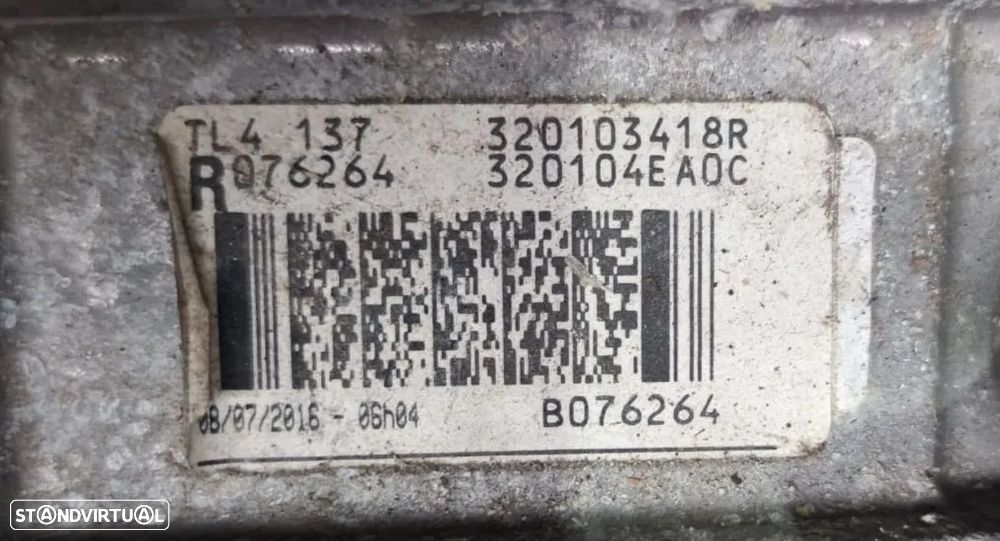 TL4 137 320103418R
R076264 320104EA0C
08/07/2016 - 06h04 B076264
STANDVIRTUAL